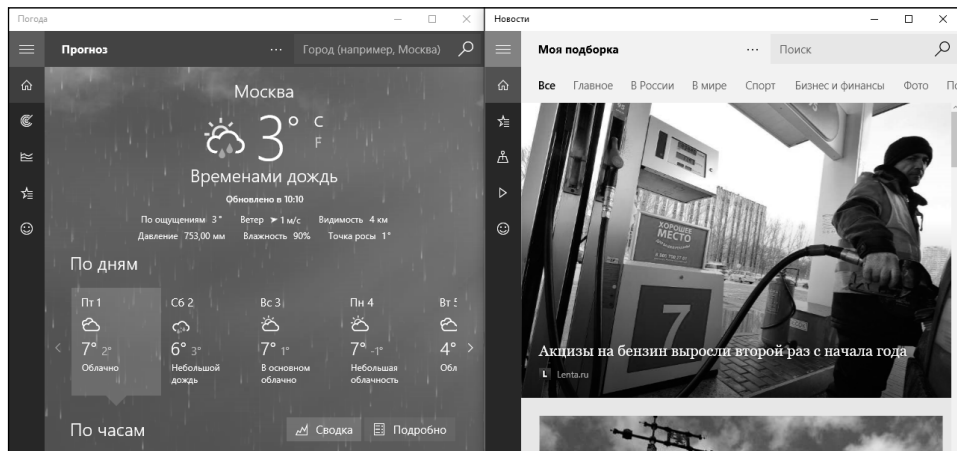 Погода
Прогноз ... Город (например, Москва)
Москва
3° C
F
Временами дождь
Обновлено в 10:10
По ощущениям 3° Ветер 1 м/с Видимость 4 км
Давление 753,00 мм Влажность 90% Точка росы 1°
По дням
Пт 1 Сб 2 Вс 3 Пн 4 Вт
7° 2° 6° 3° 7° 1° 7° -1° 4°
Облачно Небольшой дождь В основном облачно Небольшая облачность Обл
По часам Сводка Подробно
Новости
Моя подборка ... Поиск
Все Главное В России В мире Спорт Бизнес и финансы Фото По
ХОРОШЕЕ
МЕСТО
7
Акцизы на бензин выросли второй раз с начала года
L Lenta.ru